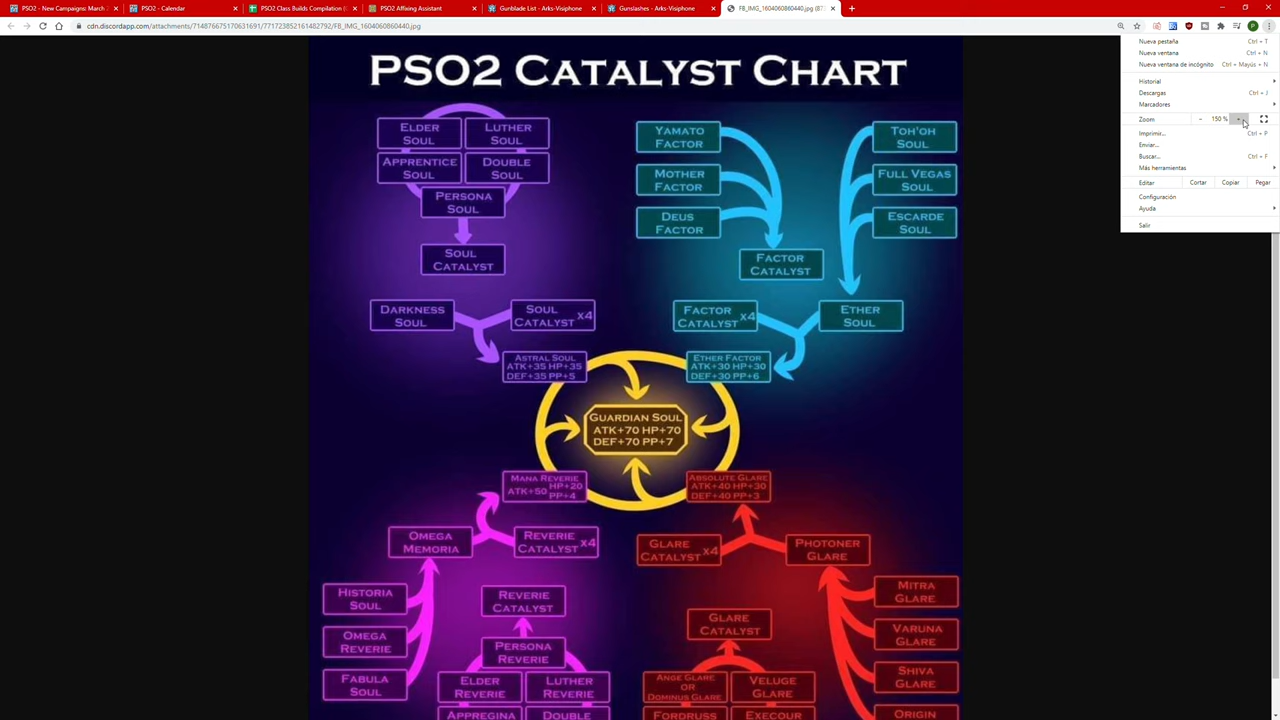 PSO2 - New Campaigns: March 2
PSO2 - Calendar
PSO2 Class Builds Compilation (
PSO2 Affixing Assistant
Gunblade List - Arks-Visiphone
Gunslashes - Arks-Visiphone
FB_IMG_1604060860440.jpg (87
cdn.discordapp.com/attachments/714876675170631691/771723852161482792/FB_IMG_1604060860440.jpg
P
Nueva pestaña Ctrl + T
Nueva ventana Ctrl + N
Nueva ventana de incógnito Ctrl + Mayús + N
Historial
Descargas Ctrl + J
Marcadores
Zoom - 150 % +
Imprimir... Ctrl + P
Enviar...
Buscar... Ctrl + F
Más herramientas
Editar Cortar Copiar Pegar
Configuración
Ayuda
Salir
PSO2 CATALYST CHART
ELDER
SOUL
LUTHER
SOUL
APPRENTICE
SOUL
DOUBLE
SOUL
PERSONA
SOUL
SOUL
CATALYST
DARKNESS
SOUL
SOUL
CATALYST x4
ASTRAL SOUL
ATK+35 HP+35
DEF+35 PP+5
YAMATO
FACTOR
MOTHER
FACTOR
DEUS
FACTOR
FACTOR
CATALYST
TOH'OH
SOUL
FULL VEGAS
SOUL
ESCARDE
SOUL
FACTOR
CATALYST x4
ETHER
SOUL
ETHER FACTOR
ATK+30 HP+30
DEF+30 PP+6
GUARDIAN SOUL
ATK+70 HP+70
DEF+70 PP+7
MANA REVERIE
ATK+50 HP+20
PP+4
ABSOLUTE GLARE
ATK+40 HP+30
DEF+40 PP+3
OMEGA
MEMORIA
REVERIE
CATALYST x4
HISTORIA
SOUL
OMEGA
REVERIE
FABULA
SOUL
REVERIE
CATALYST
PERSONA
REVERIE
ELDER
REVERIE
LUTHER
REVERIE
APPREGINA
DOUBLE
GLARE
CATALYST x4
PHOTONER
GLARE
MITRA
GLARE
VARUNA
GLARE
SHIVA
GLARE
ORIGIN
GLARE
CATALYST
ANGE GLARE
OR
DOMNUS GLARE
VELUGE
GLARE
FORDRUSS
EXECOUR